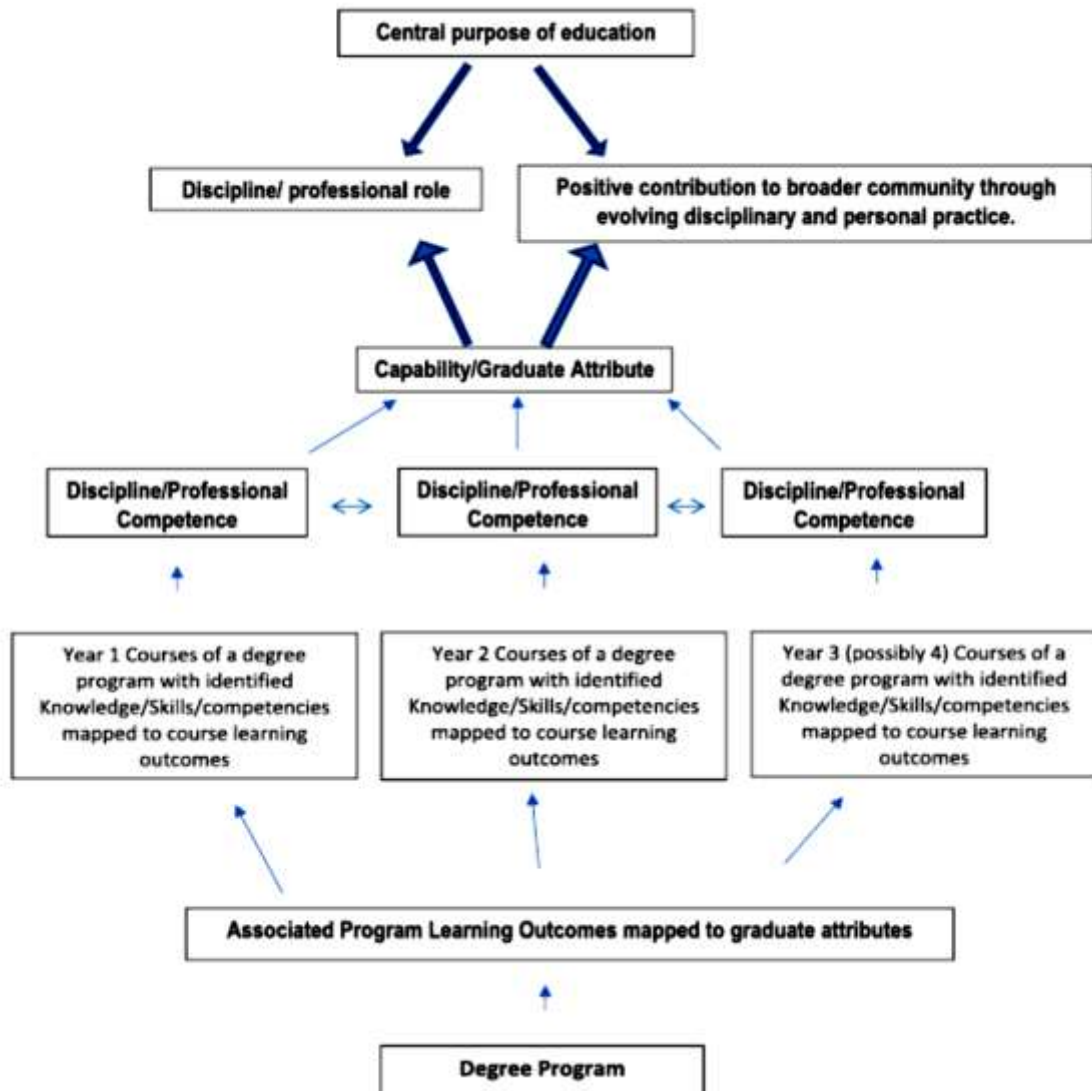 Central purpose of education
Discipline/ professional role
Positive contribution to broader community through
evolving disciplinary and personal practice.
Capability/Graduate Attribute
Discipline/Professional
Competence
Discipline/Professional
Competence
Discipline/Professional
Competence
Year 1 Courses of a degree
program with identified
Knowledge/Skills/competencies
mapped to course learning
outcomes
Year 2 Courses of a degree
program with identified
Knowledge/Skills/competencies
mapped to course learning
outcomes
Year 3 (possibly 4) Courses of a
degree program with identified
Knowledge/Skills/competencies
mapped to course learning
outcomes
Associated Program Learning Outcomes mapped to graduate attributes
Degree Program